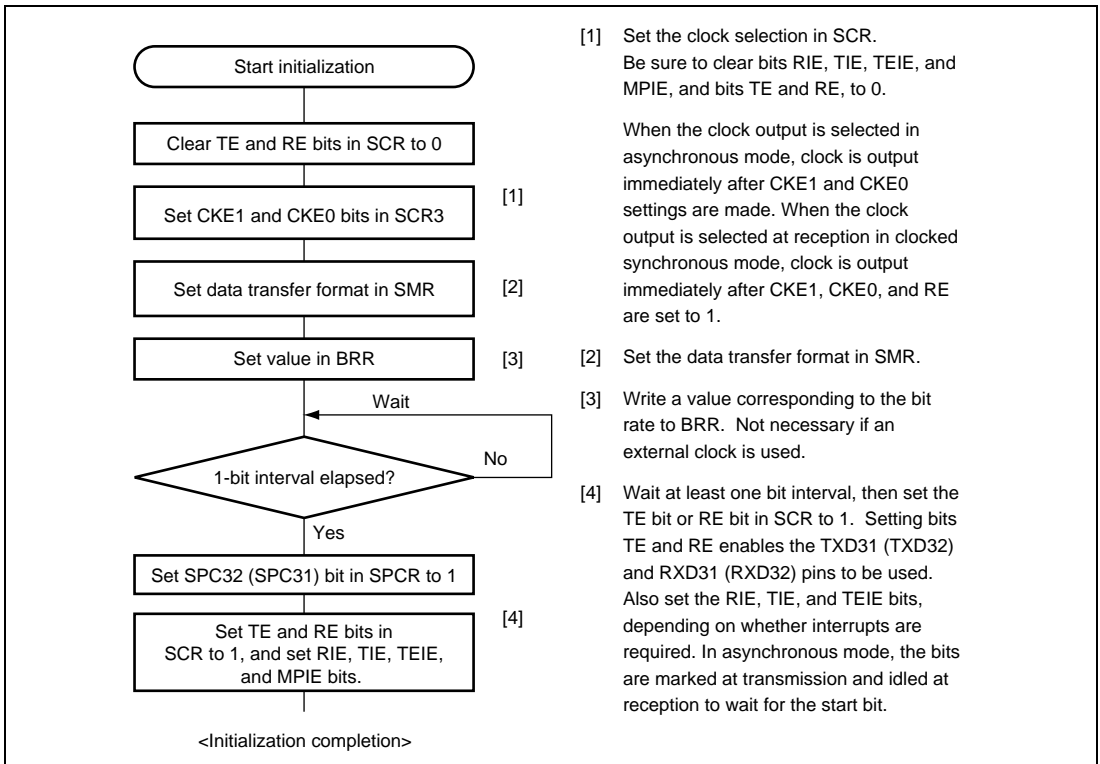 Start initialization
Clear TE and RE bits in SCR to 0
Set CKE1 and CKE0 bits in SCR3
[1]
Set data transfer format in SMR
[2]
Set value in BRR
[3]
Wait
No
1-bit interval elapsed?
Yes
Set SPC32 (SPC31) bit in SPCR to 1
Set TE and RE bits in
SCR to 1, and set RIE, TIE, TEIE,
and MPIE bits.
[4]
<Initialization completion>
[1] Set the clock selection in SCR.
Be sure to clear bits RIE, TIE, TEIE, and
MPIE, and bits TE and RE, to 0.
When the clock output is selected in
asynchronous mode, clock is output
immediately after CKE1 and CKE0
settings are made. When the clock
output is selected at reception in clocked
synchronous mode, clock is output
immediately after CKE1, CKE0, and RE
are set to 1.
[2] Set the data transfer format in SMR.
[3] Write a value corresponding to the bit
rate to BRR. Not necessary if an
external clock is used.
[4] Wait at least one bit interval, then set the
TE bit or RE bit in SCR to 1. Setting bits
TE and RE enables the TXD31 (TXD32)
and RXD31 (RXD32) pins to be used.
Also set the RIE, TIE, and TEIE bits,
depending on whether interrupts are
required. In asynchronous mode, the bits
are marked at transmission and idled at
reception to wait for the start bit.